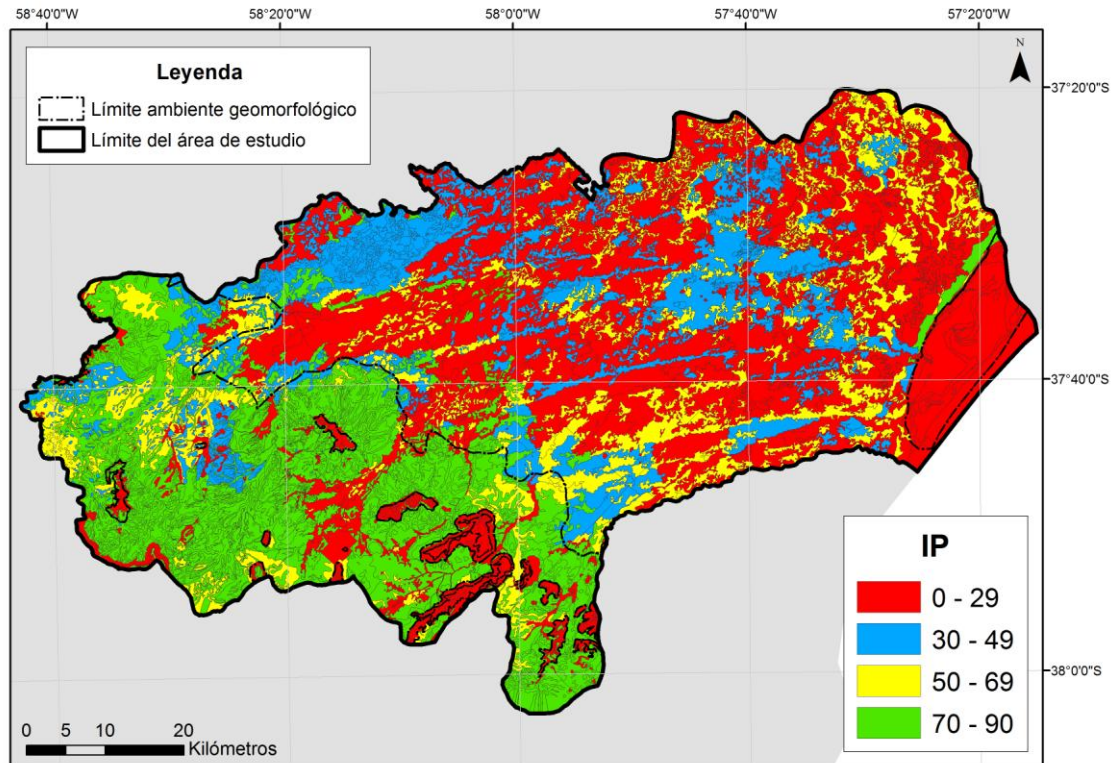 58°40'0"W 58°20'0"W 58°0'0"W 57°40'0"W 57°20'0"W
N
Leyenda
Límite ambiente geomorfológico
Límite del área de estudio
37°20'0"S
37°40'0"S
38°0'0"S
IP
0 - 29
30 - 49
50 - 69
70 - 90
0 5 10 20
Kilómetros